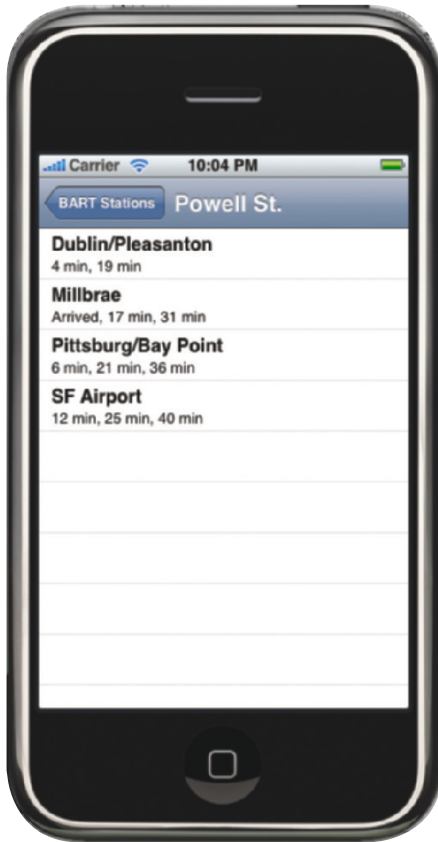 Carrier 10:04 PM
BART Stations Powell St.
Dublin/Pleasanton
4 min, 19 min
Millbrae
Arrived, 17 min, 31 min
Pittsburg/Bay Point
6 min, 21 min, 36 min
SF Airport
12 min, 25 min, 40 min